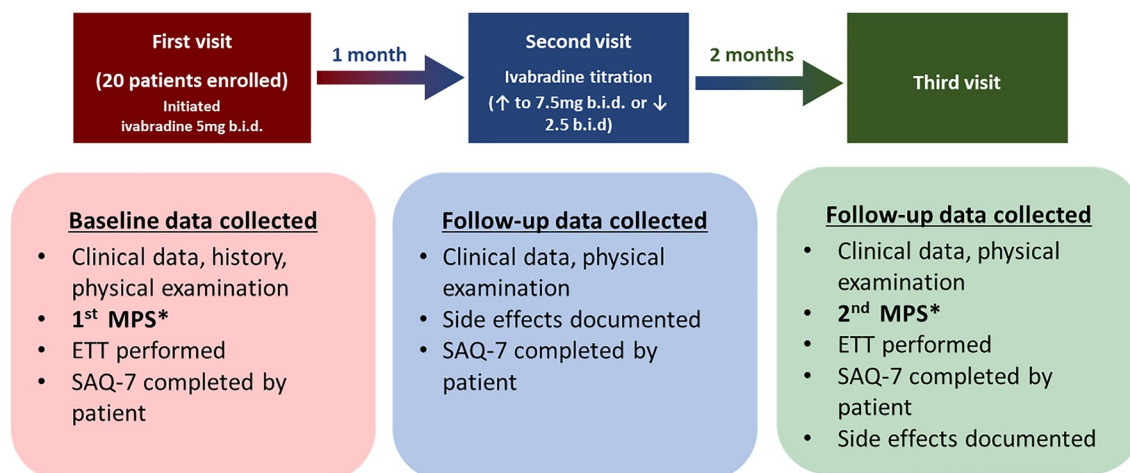 First visit
(20 patients enrolled)
Initiated
ivabradine 5mg b.i.d.
1 month
Second visit
Ivabradine titration
(↑ to 7.5mg b.i.d. or ↓
2.5 b.i.d)
2 months
Third visit
Baseline data collected
• Clinical data, history,
physical examination
• 1st MPS*
• ETT performed
• SAQ-7 completed by
patient
Follow-up data collected
• Clinical data, physical
examination
• Side effects documented
• SAQ-7 completed by
patient
Follow-up data collected
• Clinical data, physical
examination
• 2nd MPS*
• ETT performed
• SAQ-7 completed by
patient
• Side effects documented